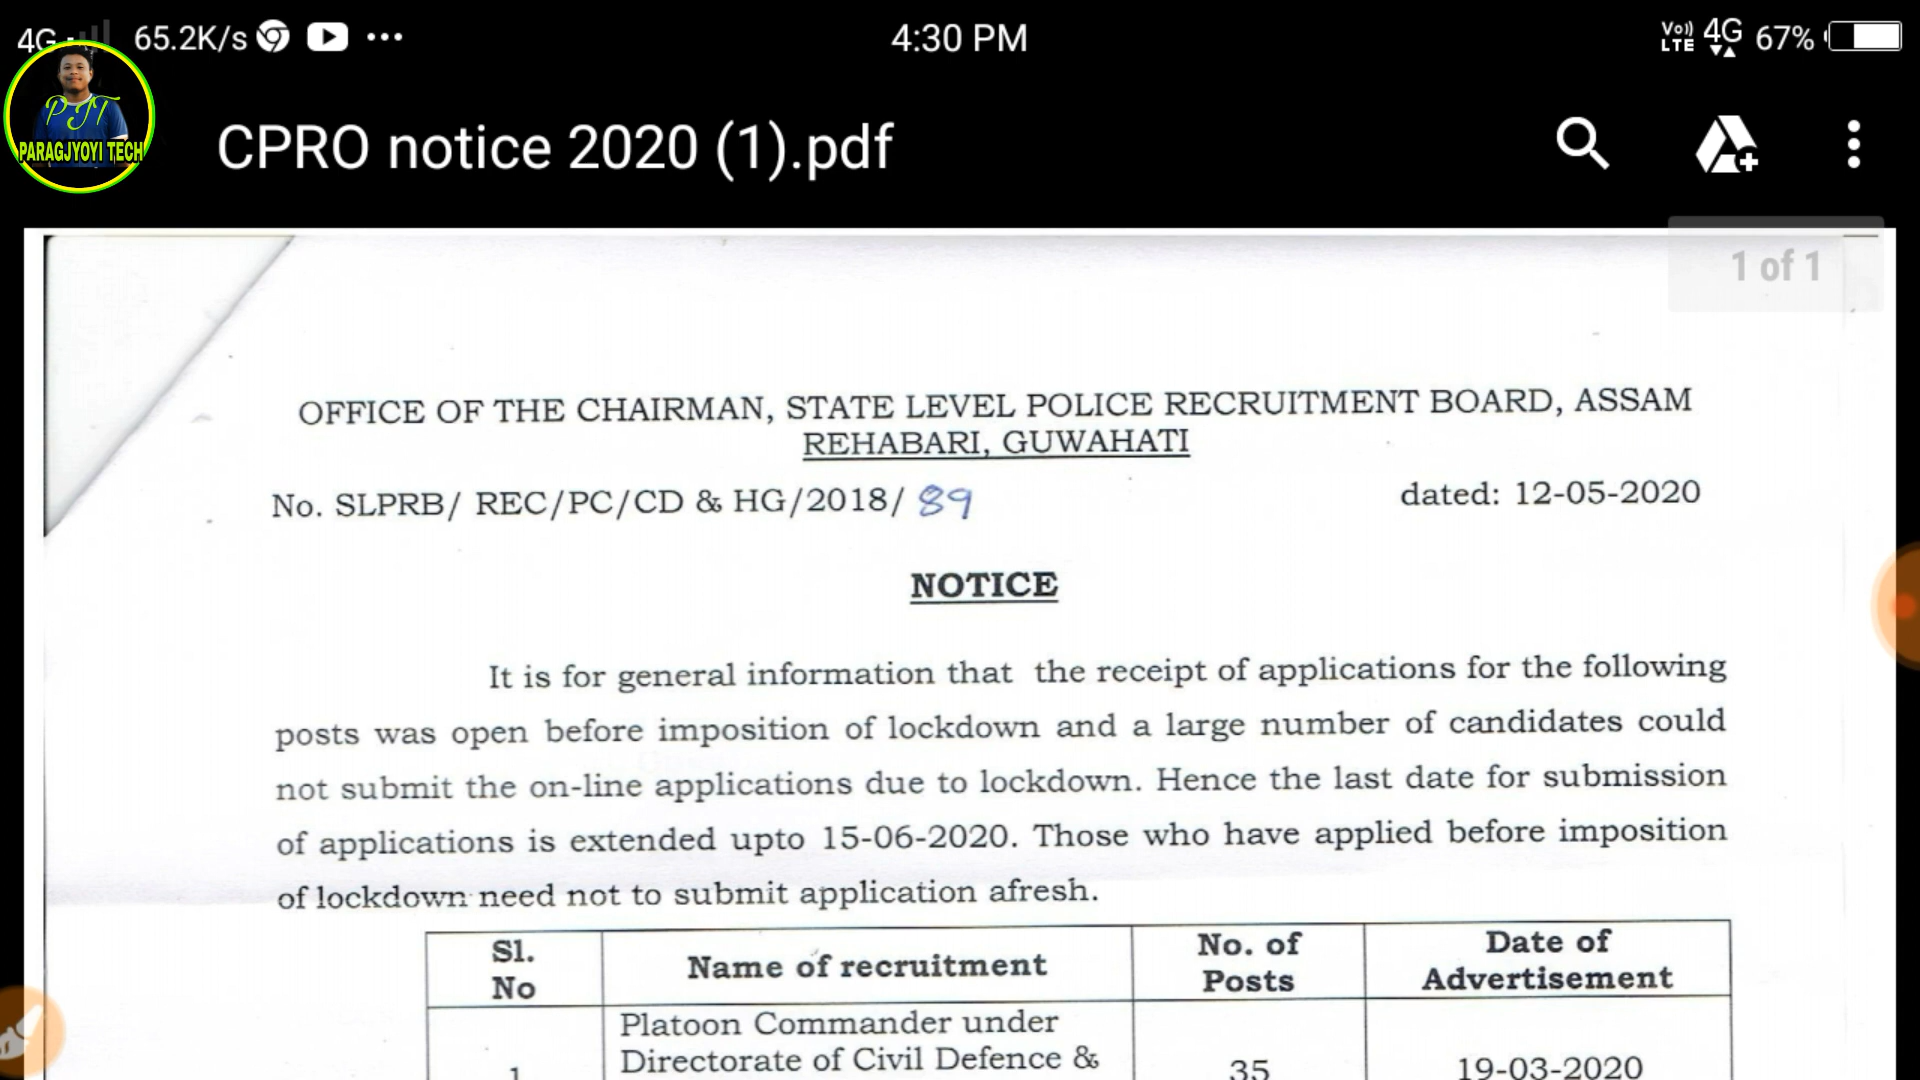 4G 65.2K/s ... 4:30 PM Vo)) LTE 4G 67%
PJT
PARAGJYOYI TECH
CPRO notice 2020 (1).pdf
1 of 1
OFFICE OF THE CHAIRMAN, STATE LEVEL POLICE RECRUITMENT BOARD, ASSAM
REHABARI, GUWAHATI
No. SLPRB/ REC/PC/CD & HG/2018/ 89 dated: 12-05-2020
NOTICE
It is for general information that the receipt of applications for the following
posts was open before imposition of lockdown and a large number of candidates could
not submit the on-line applications due to lockdown. Hence the last date for submission
of applications is extended upto 15-06-2020. Those who have applied before imposition
of lockdown need not to submit application afresh.
Sl. No Name of recruitment No. of Posts Date of Advertisement
Platoon Commander under
Directorate of Civil Defence &
1 35 19-03-2020